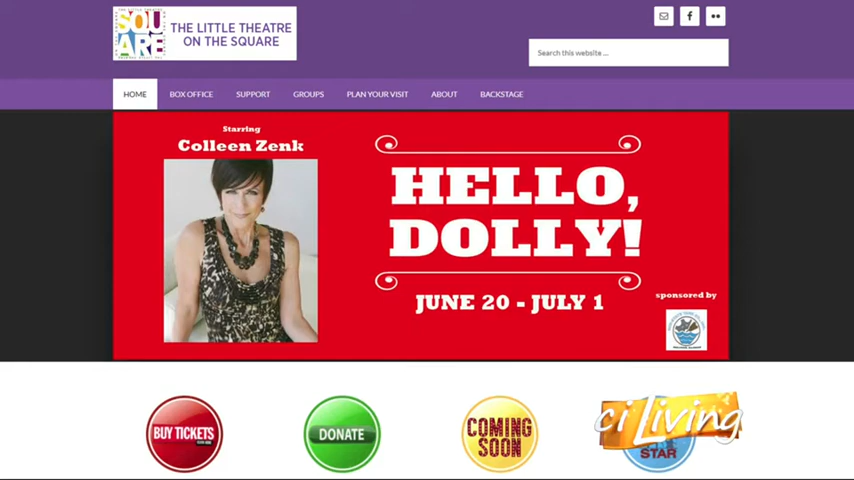 SQU
ARE
THE LITTLE THEATRE
ON THE SQUARE
Search this website ...
HOME
BOX OFFICE
SUPPORT
GROUPS
PLAN YOUR VISIT
ABOUT
BACKSTAGE
Starring
Colleen Zenk
HELLO,
DOLLY!
JUNE 20 - JULY 1
sponsored by
BUY TICKETS
DONATE
COMING
SOON
ci Living
STAR